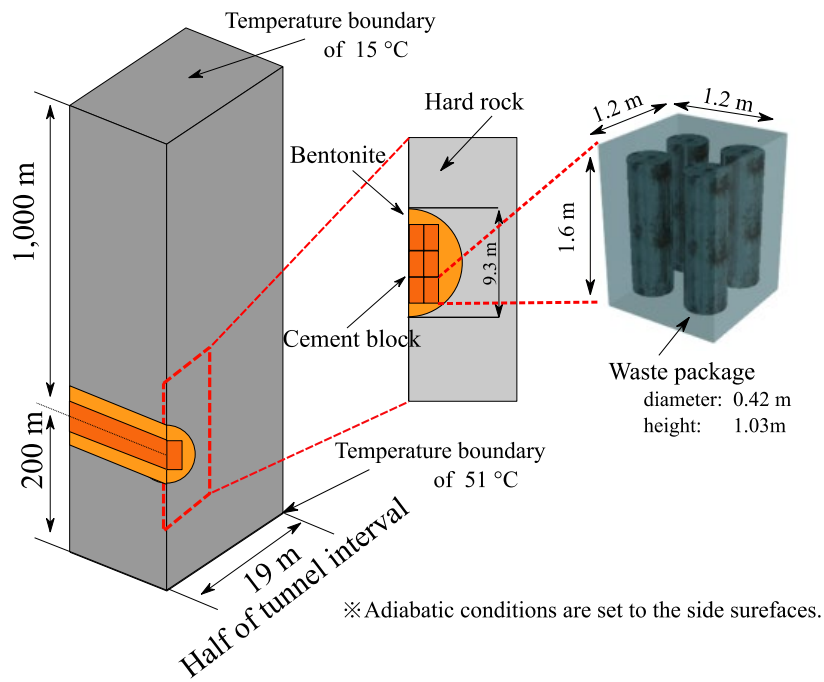 Temperature boundary
of 15 °C
1,000 m
200 m
19 m
Half of tunnel interval
Hard rock
Bentonite
9.3 m
Cement block
Temperature boundary
of 51 °C
1.2 m
1.2 m
1.6 m
Waste package
diameter: 0.42 m
height: 1.03m
※Adiabatic conditions are set to the side surefaces.